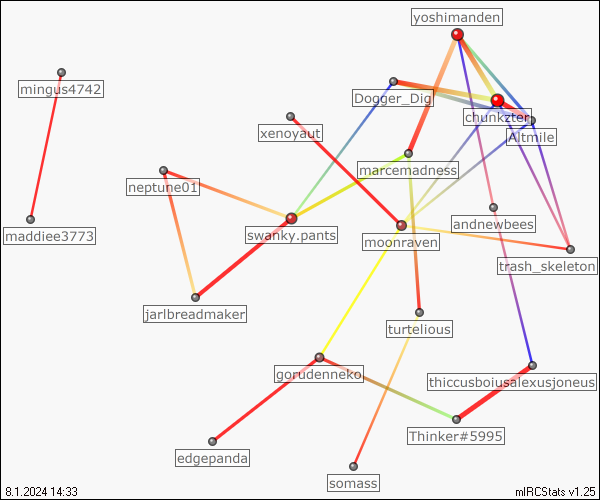 yoshimanden
mingus4742
Dogger_Dig
chunkzter
xenoyaut
Altmile
marcemadness
neptune01
andnewbees
maddiee3773
swanky.pants
moonraven
trash_skeleton
jarlbreadmaker
turtelious
gorudenneko
thiccusboiusalexusjoneus
Thinker#5995
edgepanda
somass
8.1.2024 14:33
mIRCStats v1.25